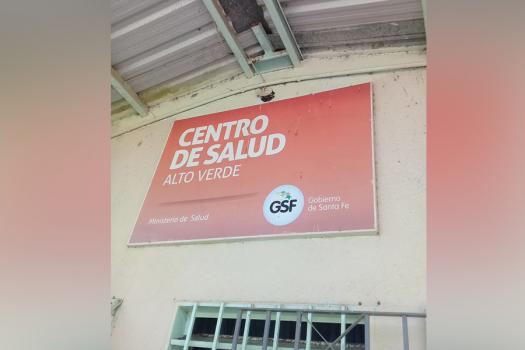 CENTRO
DE SALUD
ALTO VERDE
Ministerio de Salud
GSF
Gobierno
de Santa Fe